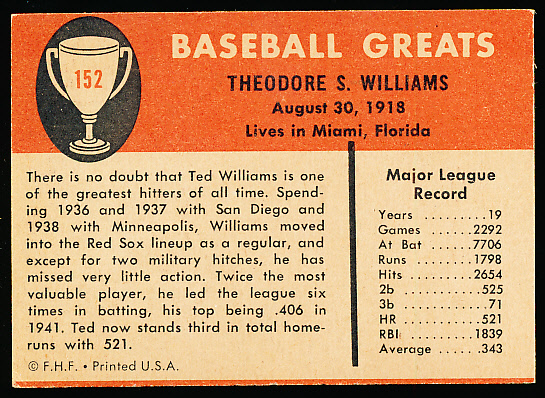 152
BASEBALL GREATS
THEODORE S. WILLIAMS
August 30, 1918
Lives in Miami, Florida
There is no doubt that Ted Williams is one
of the greatest hitters of all time. Spend-
ing 1936 and 1937 with San Diego and
1938 with Minneapolis, Williams moved
into the Red Sox lineup as a regular, and
except for two military hitches, he has
missed very little action. Twice the most
valuable player, he led the league six
times in batting, his top being .406 in
1941. Ted now stands third in total home-
runs with 521.
© F.H.F. • Printed U.S.A.
Major League
Record
Years .........19
Games .......2292
At Bat .......7706
Runs ........1798
Hits .........2654
2b ...........525
3b ............71
HR ...........521
RBI .........1839
Average ......343